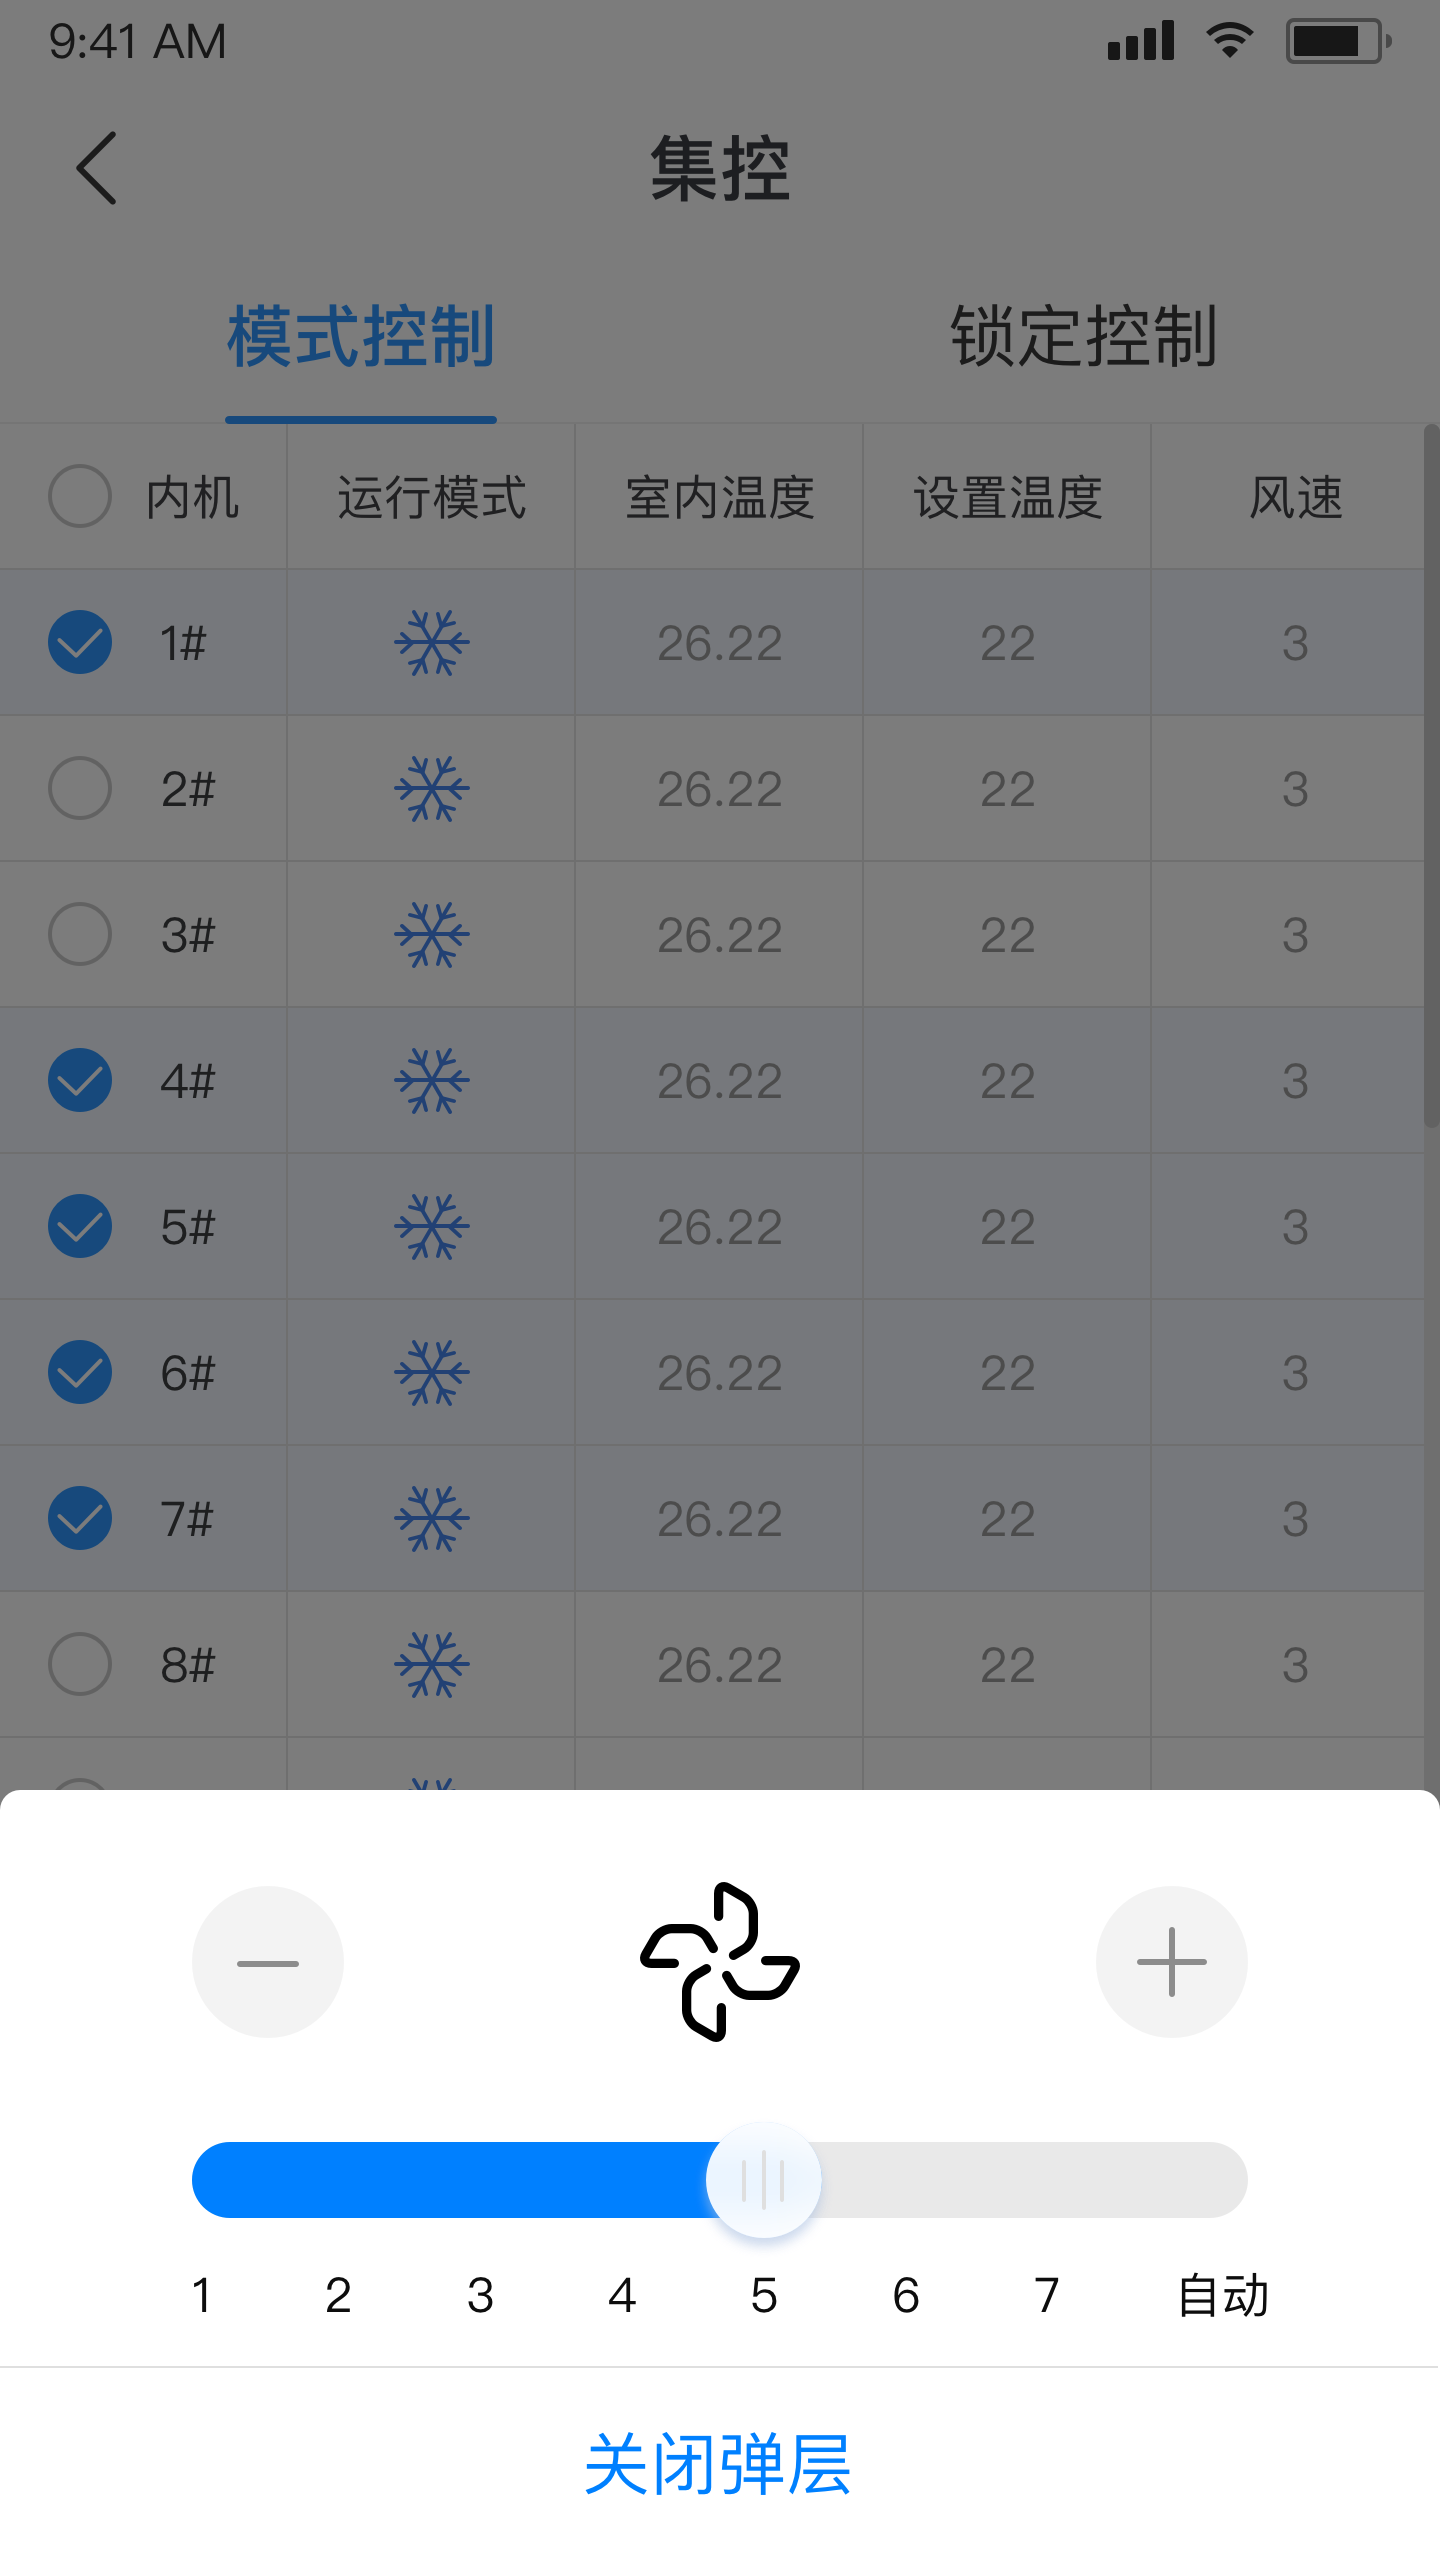 9:41 AM
集控
模式控制 锁定控制
内机 运行模式 室内温度 设置温度 风速
1# 26.22 22 3
2# 26.22 22 3
3# 26.22 22 3
4# 26.22 22 3
5# 26.22 22 3
6# 26.22 22 3
7# 26.22 22 3
8# 26.22 22 3
1 2 3 4 5 6 7 自动
关闭弹层